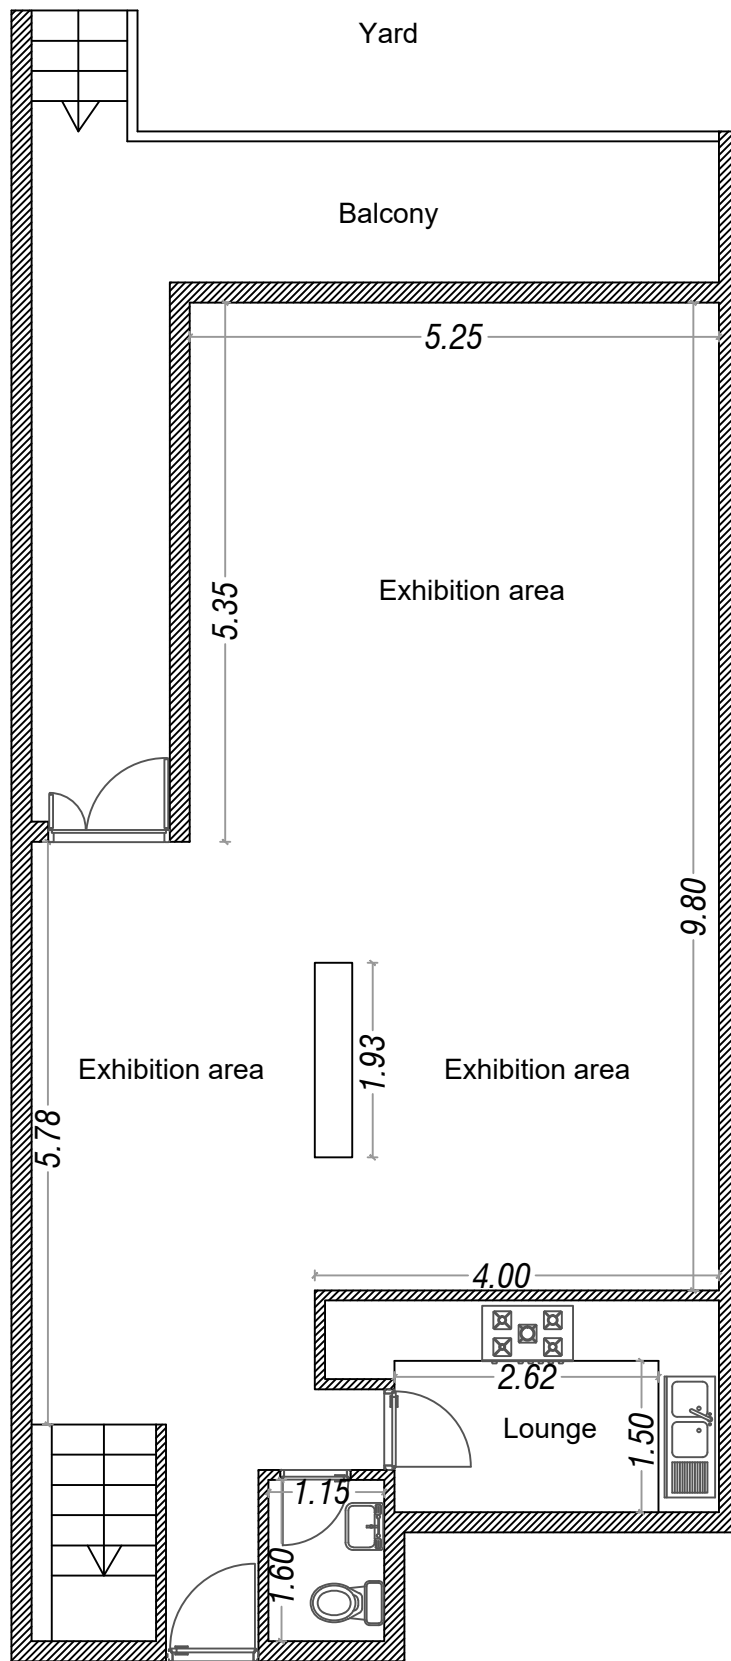 Yard
Balcony
5.25
5.35
Exhibition area
9.80
Exhibition area
1.93
Exhibition area
5.78
4.00
2.62
Lounge
1.50
1.15
1.60